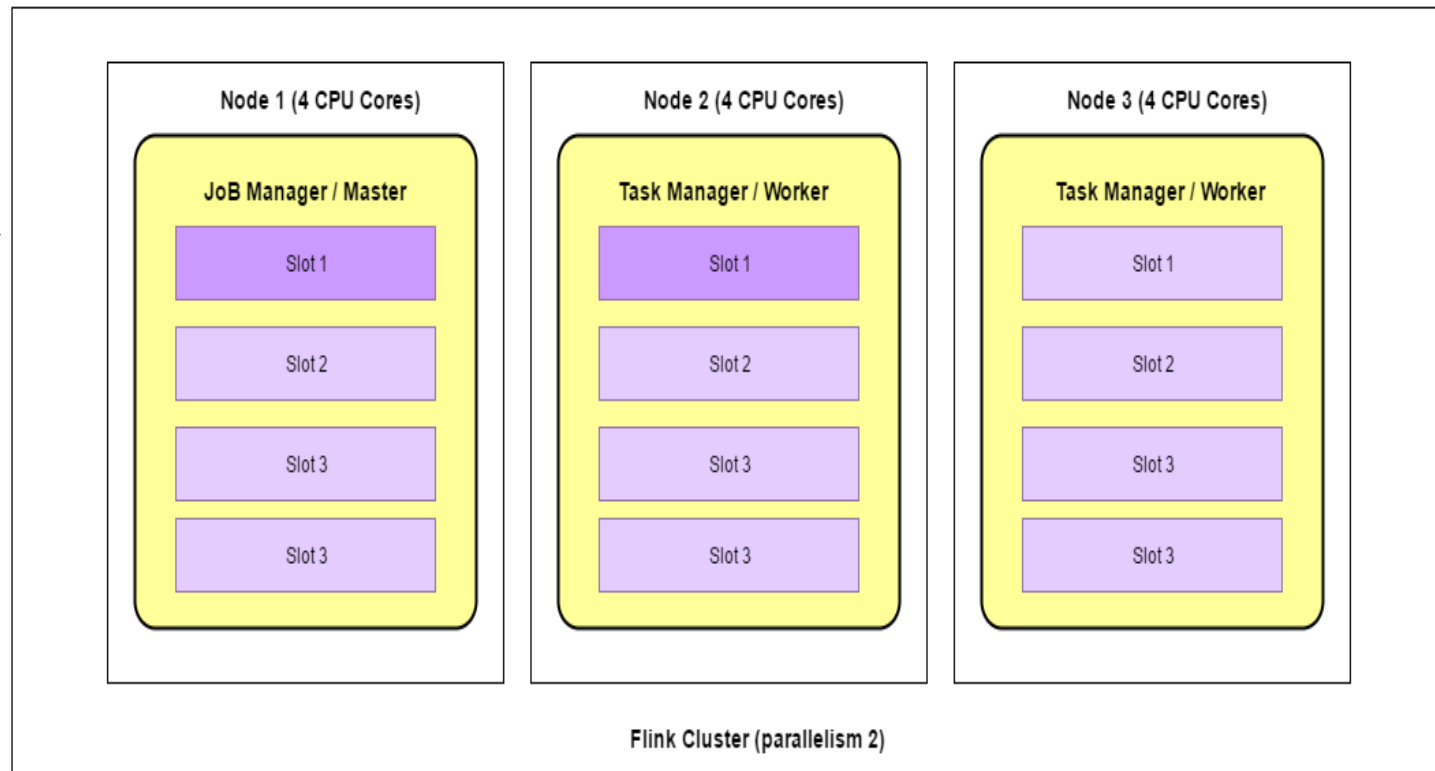 Node 1 (4 CPU Cores)
JoB Manager / Master
Slot 1
Slot 2
Slot 3
Slot 3
Node 2 (4 CPU Cores)
Task Manager / Worker
Slot 1
Slot 2
Slot 3
Slot 3
Node 3 (4 CPU Cores)
Task Manager / Worker
Slot 1
Slot 2
Slot 3
Slot 3
Flink Cluster (parallelism 2)